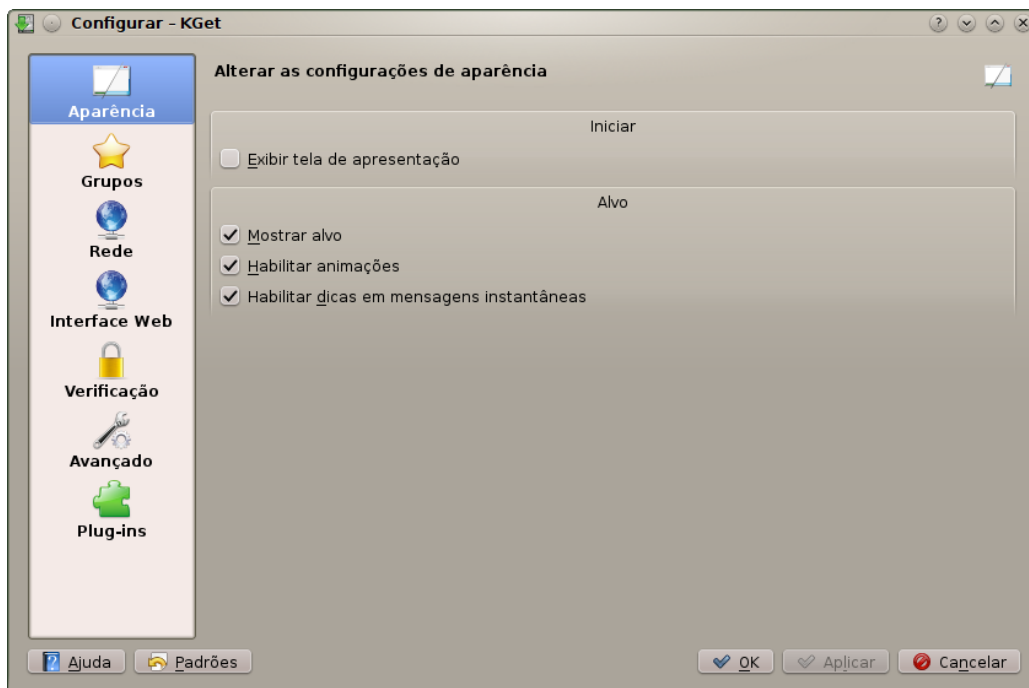 Configurar – KGet
Aparência
Grupos
Rede
Interface Web
Verificação
Avançado
Plug-ins
Alterar as configurações de aparência
Iniciar
Exibir tela de apresentação
Alvo
Mostrar alvo
Habilitar animações
Habilitar dicas em mensagens instantâneas
Ajuda
Padrões
OK
Aplicar
Cancelar